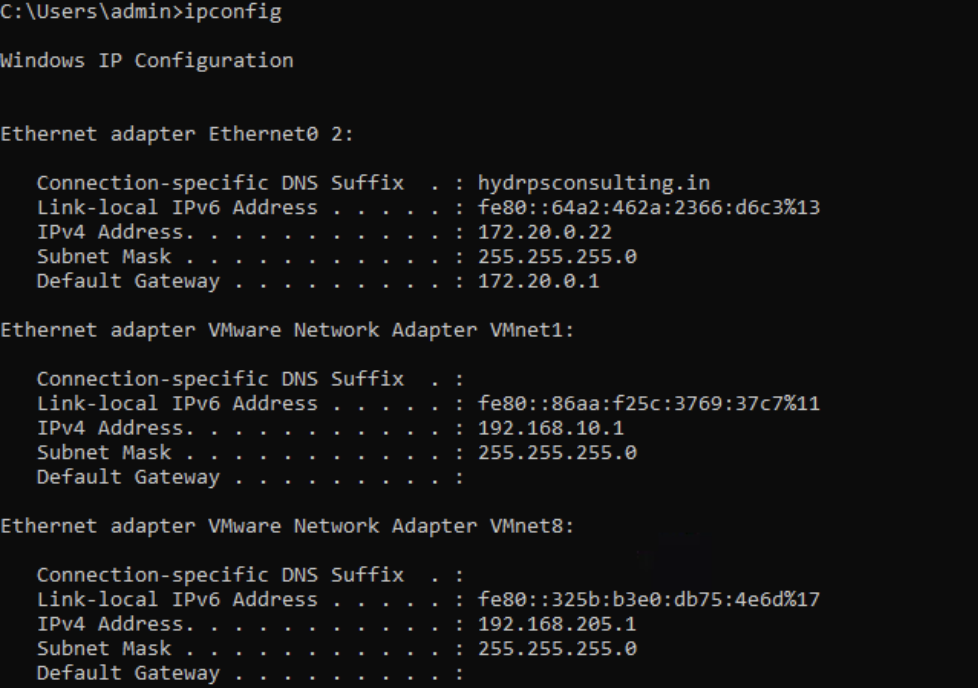 C:\Users\admin>ipconfig
Windows IP Configuration
Ethernet adapter Ethernet0 2:
Connection-specific DNS Suffix  . : hydrpsconsulting.in
Link-local IPv6 Address . . . . . : fe80::64a2:462a:2366:d6c3%13
IPv4 Address. . . . . . . . . . . : 172.20.0.22
Subnet Mask . . . . . . . . . . . : 255.255.255.0
Default Gateway . . . . . . . . . : 172.20.0.1
Ethernet adapter VMware Network Adapter VMnet1:
Connection-specific DNS Suffix  . :
Link-local IPv6 Address . . . . . : fe80::86aa:f25c:3769:37c7%11
IPv4 Address. . . . . . . . . . . : 192.168.10.1
Subnet Mask . . . . . . . . . . . : 255.255.255.0
Default Gateway . . . . . . . . . :
Ethernet adapter VMware Network Adapter VMnet8:
Connection-specific DNS Suffix  . :
Link-local IPv6 Address . . . . . : fe80::325b:b3e0:db75:4e6d%17
IPv4 Address. . . . . . . . . . . : 192.168.205.1
Subnet Mask . . . . . . . . . . . : 255.255.255.0
Default Gateway . . . . . . . . . :